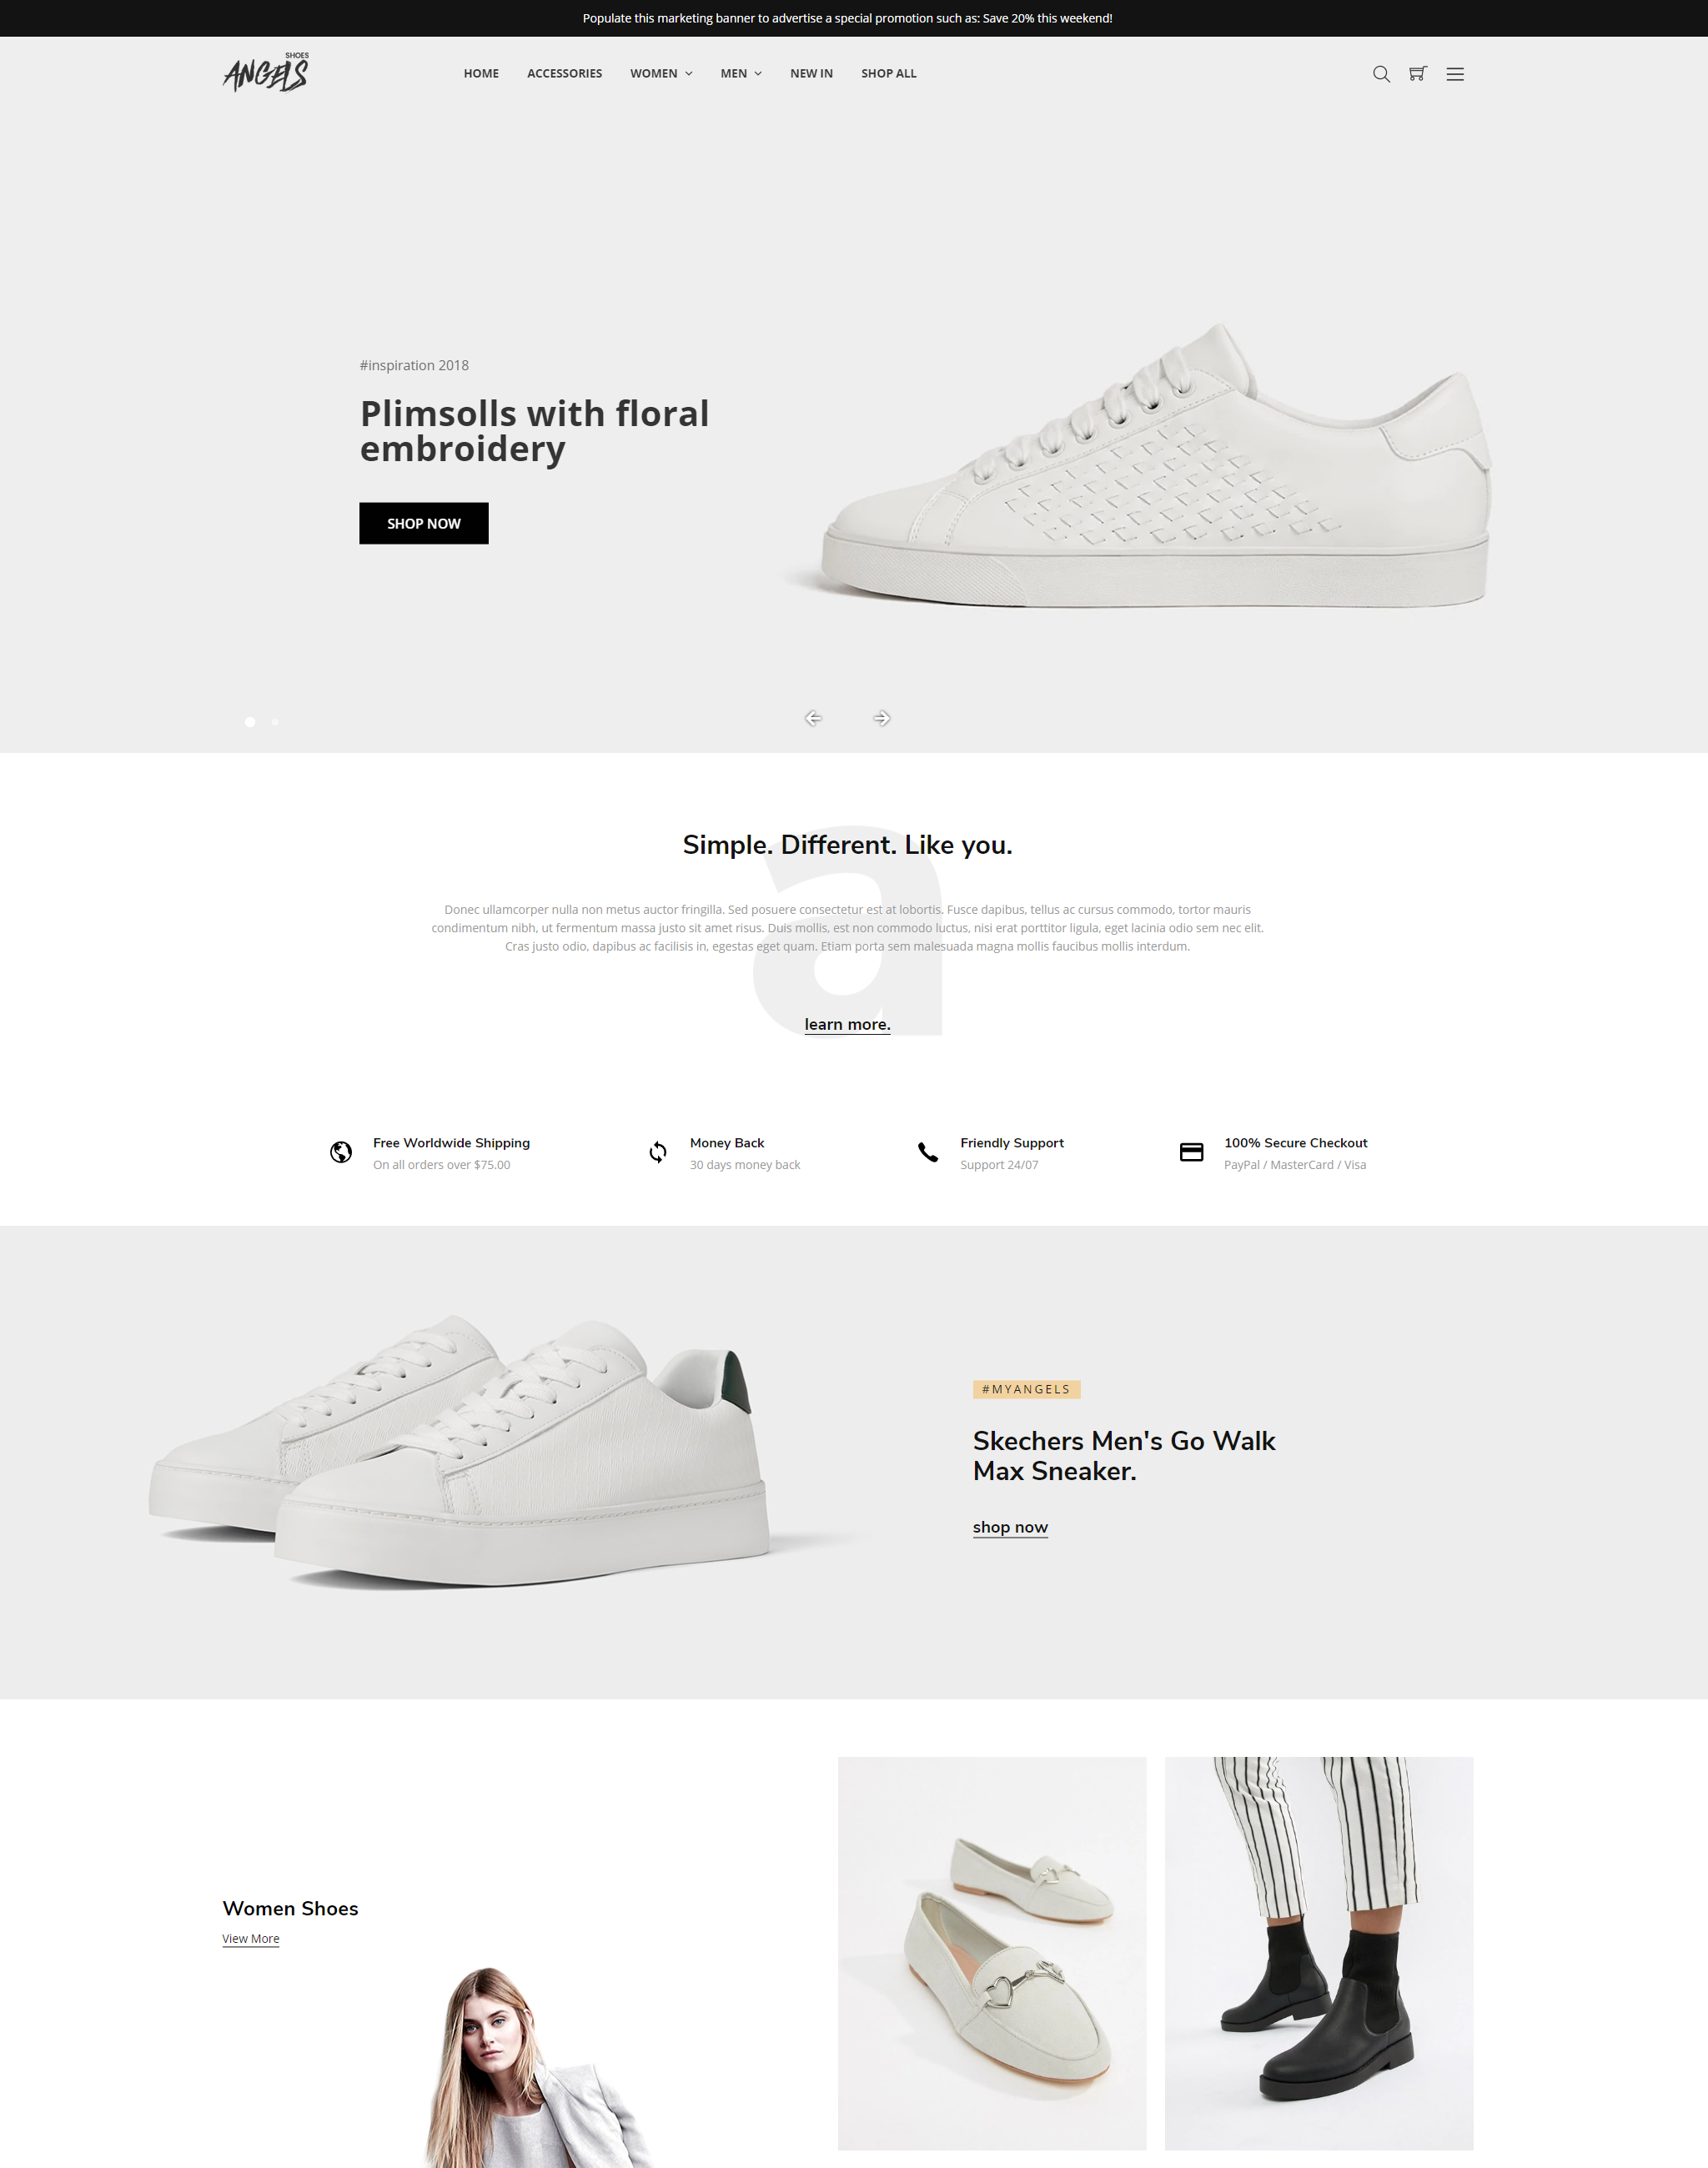 Populate this marketing banner to advertise a special promotion such as: Save 20% this weekend!
SHOES
ANGELS
HOME
ACCESSORIES
WOMEN
MEN
NEW IN
SHOP ALL
#inspiration 2018
Plimsolls with floral
embroidery
SHOP NOW
a
Simple. Different. Like you.
Donec ullamcorper nulla non metus auctor fringilla. Sed posuere consectetur est at lobortis. Fusce dapibus, tellus ac cursus commodo, tortor mauris
condimentum nibh, ut fermentum massa justo sit amet risus. Duis mollis, est non commodo luctus, nisi erat porttitor ligula, eget lacinia odio sem nec elit.
Cras justo odio, dapibus ac facilisis in, egestas eget quam. Etiam porta sem malesuada magna mollis faucibus mollis interdum.
learn more.
Free Worldwide Shipping
On all orders over $75.00
Money Back
30 days money back
Friendly Support
Support 24/07
100% Secure Checkout
PayPal / MasterCard / Visa
#MYANGELS
Skechers Men's Go Walk
Max Sneaker.
shop now
Women Shoes
View More